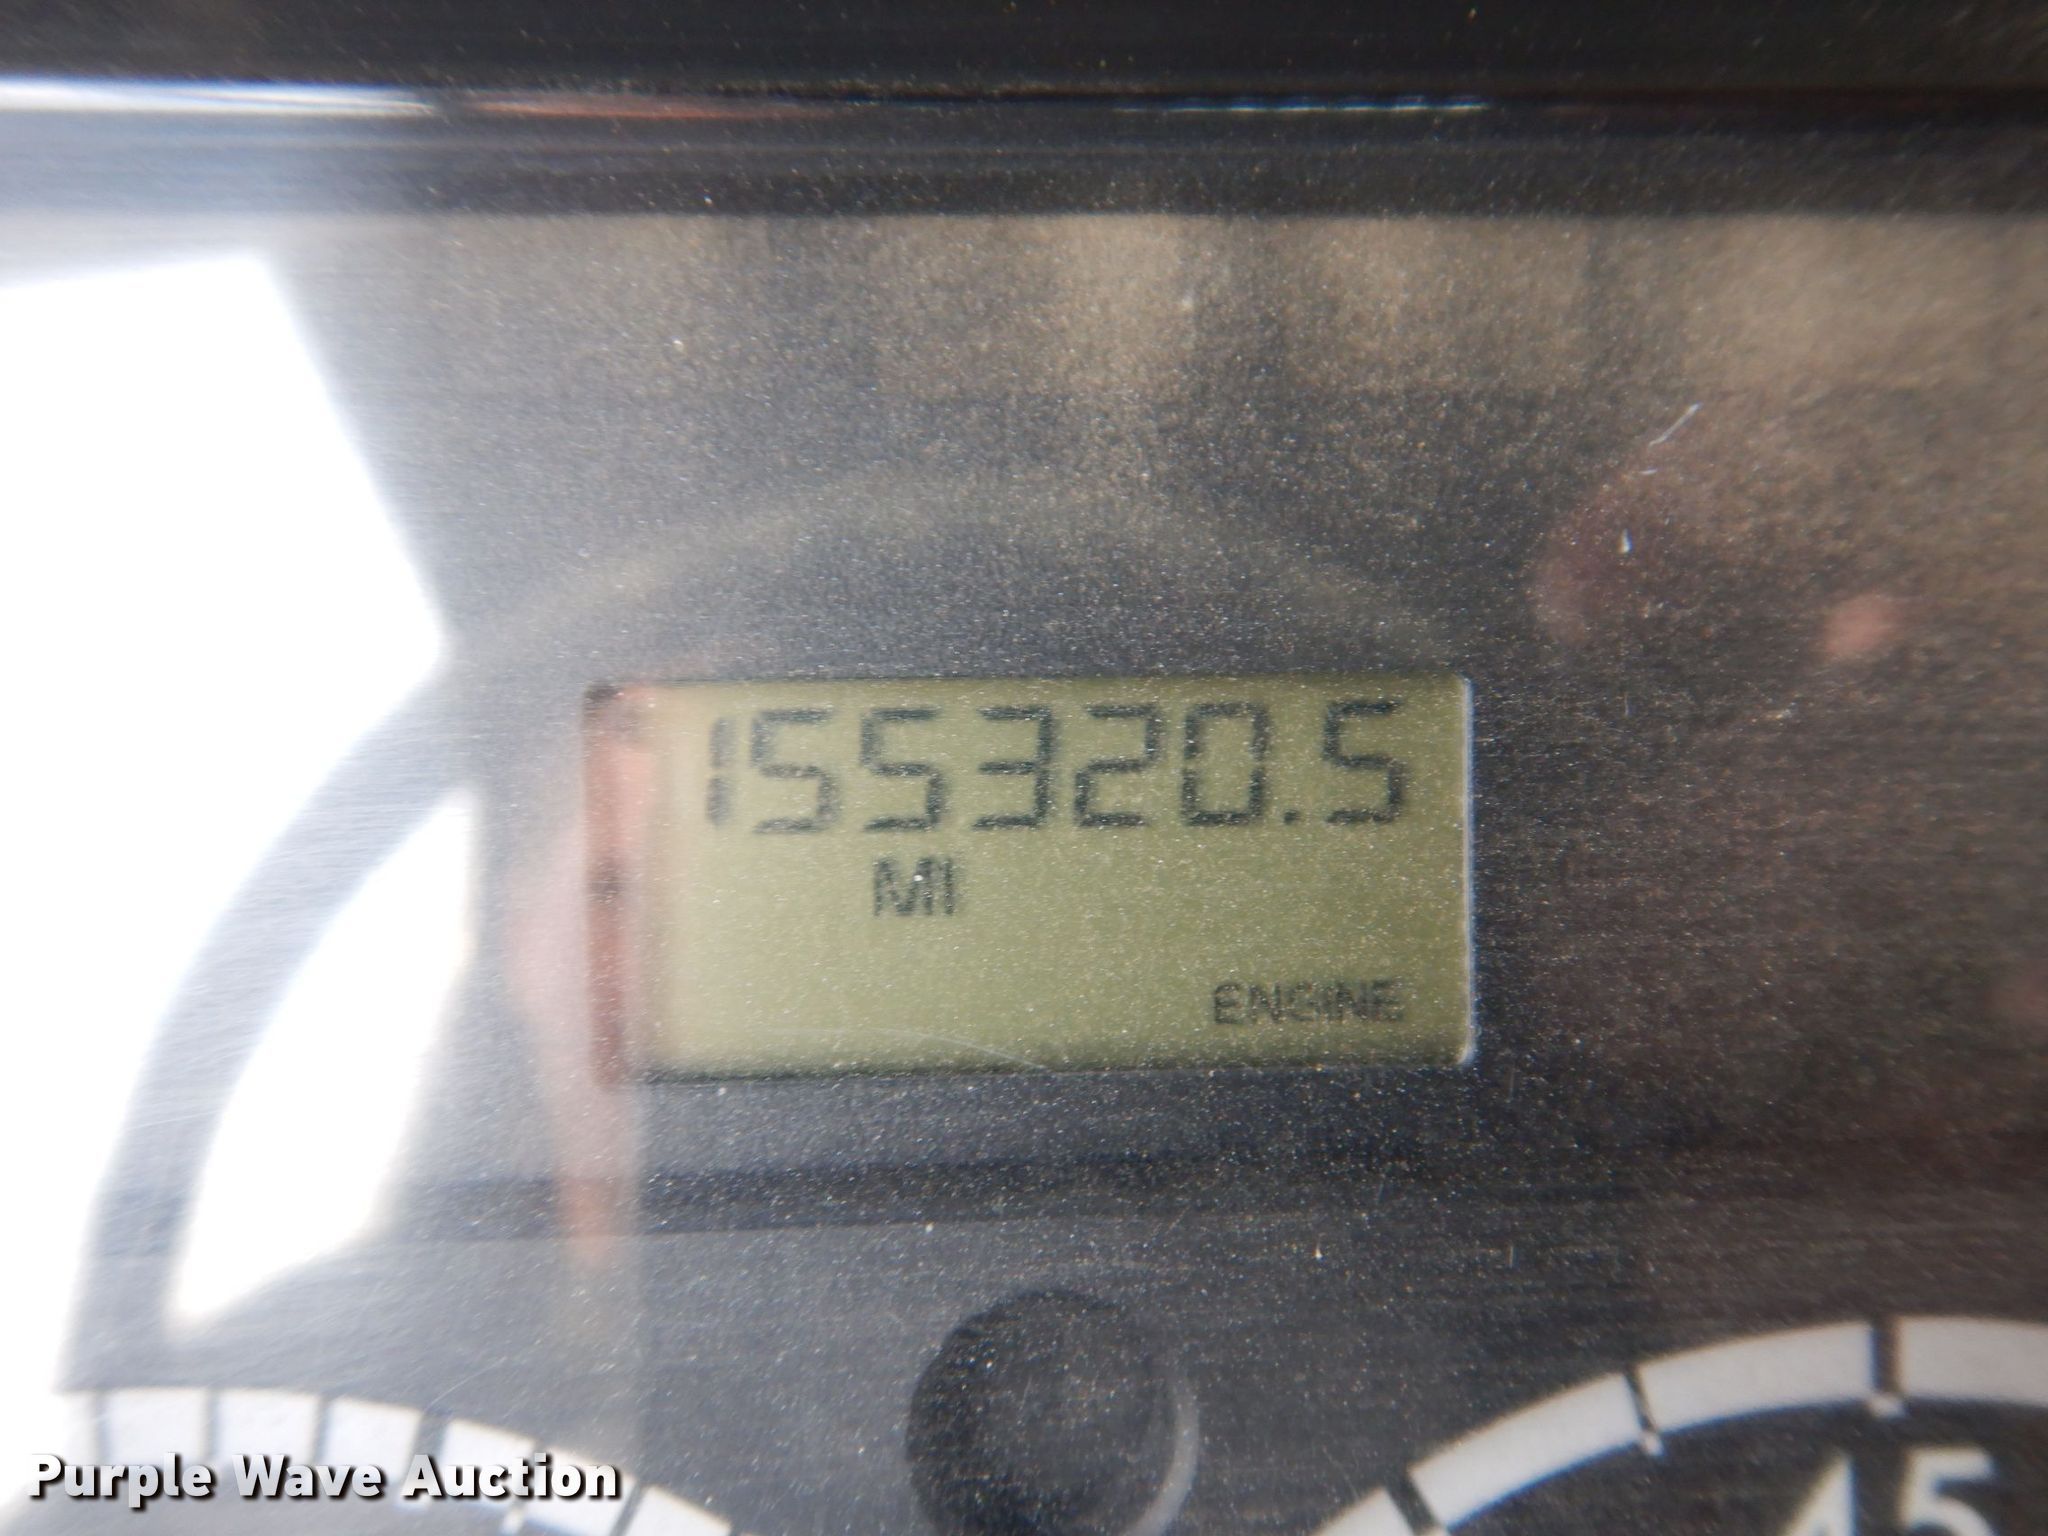 155320.5
MI
ENGINE
45
Purple Wave Auction